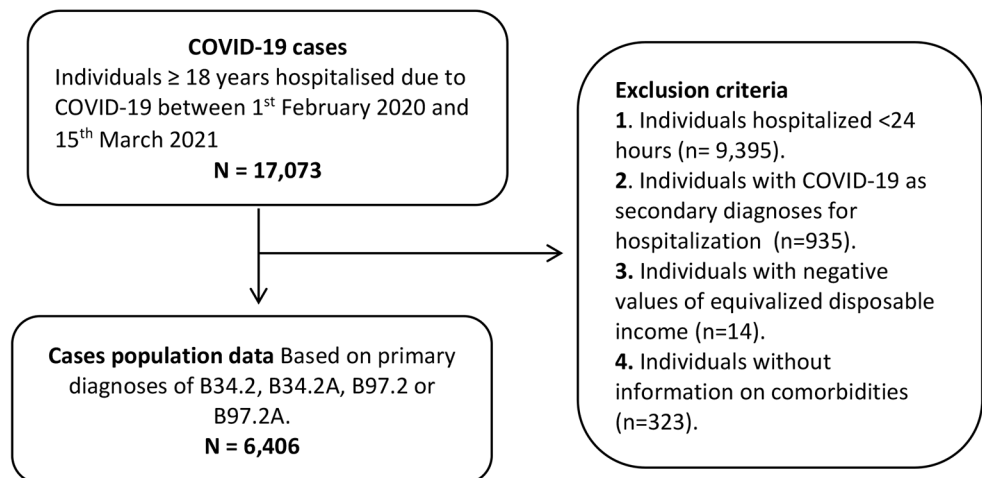 COVID-19 cases
Individuals ≥ 18 years hospitalised due to
COVID-19 between 1st February 2020 and
15th March 2021
N = 17,073
Exclusion criteria
1. Individuals hospitalized <24
hours (n= 9,395).
2. Individuals with COVID-19 as
secondary diagnoses for
hospitalization (n=935).
3. Individuals with negative
values of equivalized disposable
income (n=14).
4. Individuals without
information on comorbidities
(n=323).
Cases population data Based on primary
diagnoses of B34.2, B34.2A, B97.2 or
B97.2A.
N = 6,406